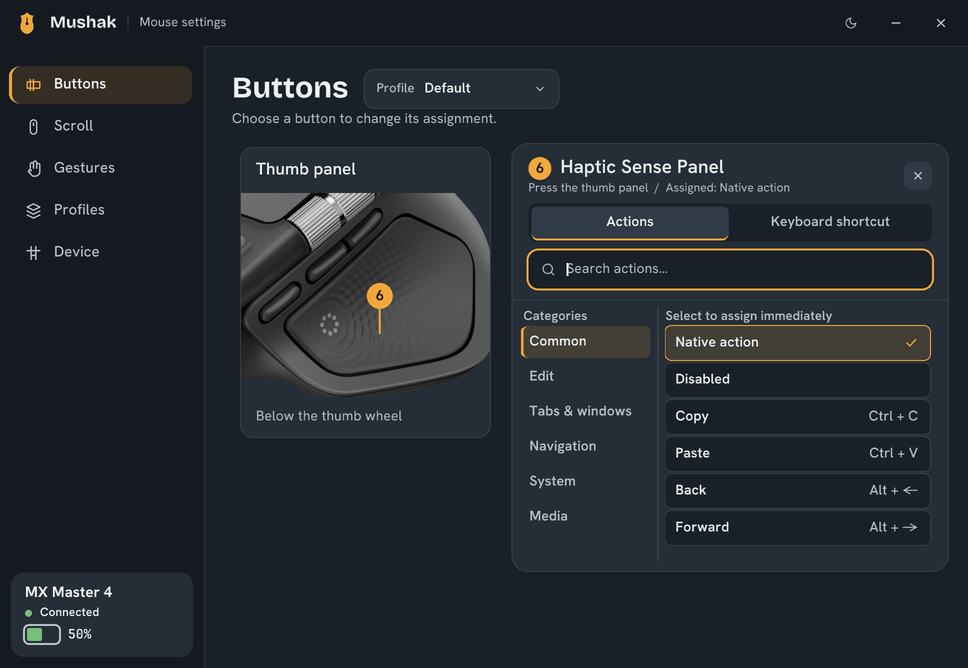 Mushak
Mouse settings
Buttons
Scroll
Gestures
Profiles
Device
MX Master 4
Connected
50%
Buttons
Profile Default
Choose a button to change its assignment.
Thumb panel
6
Below the thumb wheel
6 Haptic Sense Panel
Press the thumb panel / Assigned: Native action
Actions
Keyboard shortcut
Search actions...
Categories
Common
Edit
Tabs & windows
Navigation
System
Media
Select to assign immediately
Native action
Disabled
Copy Ctrl + C
Paste Ctrl + V
Back Alt + ←
Forward Alt + →